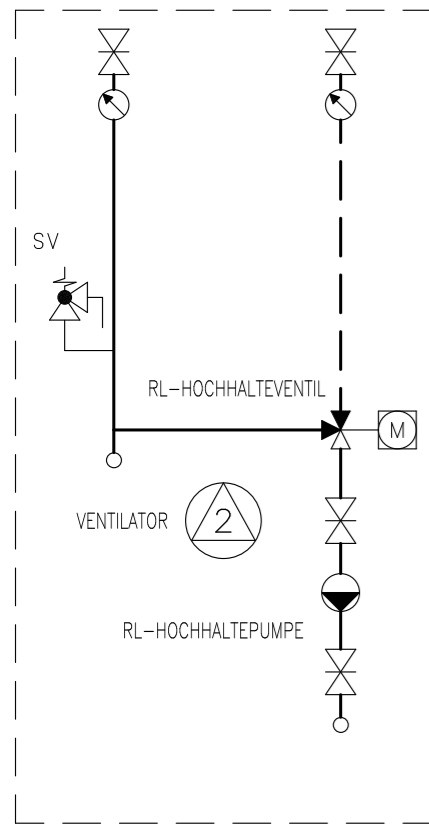 SV
RL-HOCHHALTEVENTIL
M
VENTILATOR
2
RL-HOCHHALTEPUMPE